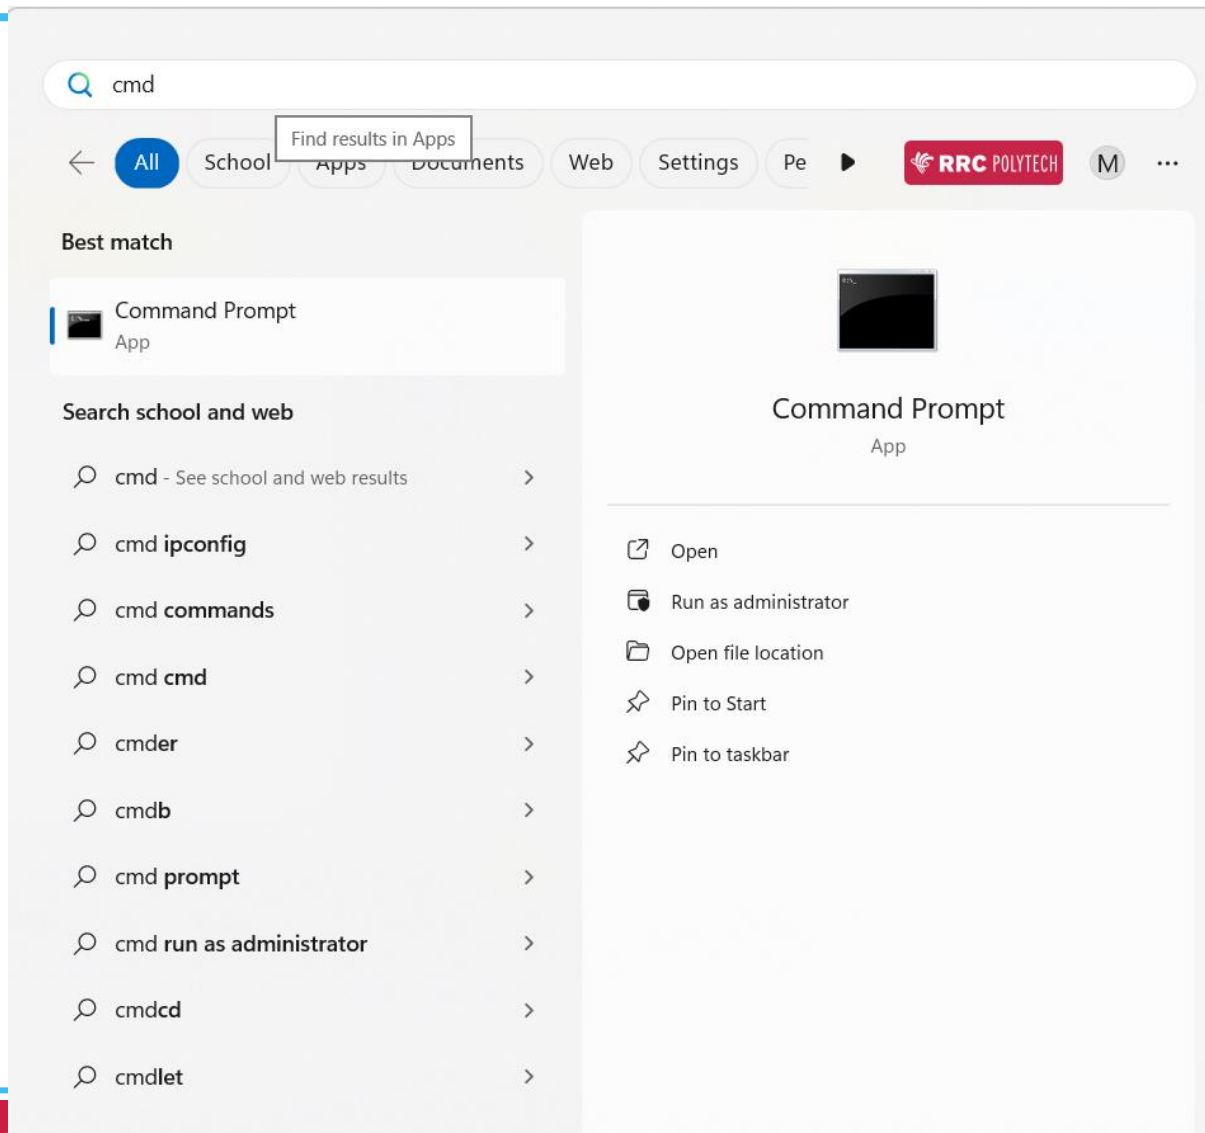 cmd
Find results in Apps
All School Apps Documents Web Settings Pe RRC POLYTECH M
Best match
Command Prompt
App
Search school and web
cmd - See school and web results
cmd ipconfig
cmd commands
cmd cmd
cmder
cmdb
cmd prompt
cmd run as administrator
cmdcd
cmdlet
Command Prompt
App
Open
Run as administrator
Open file location
Pin to Start
Pin to taskbar